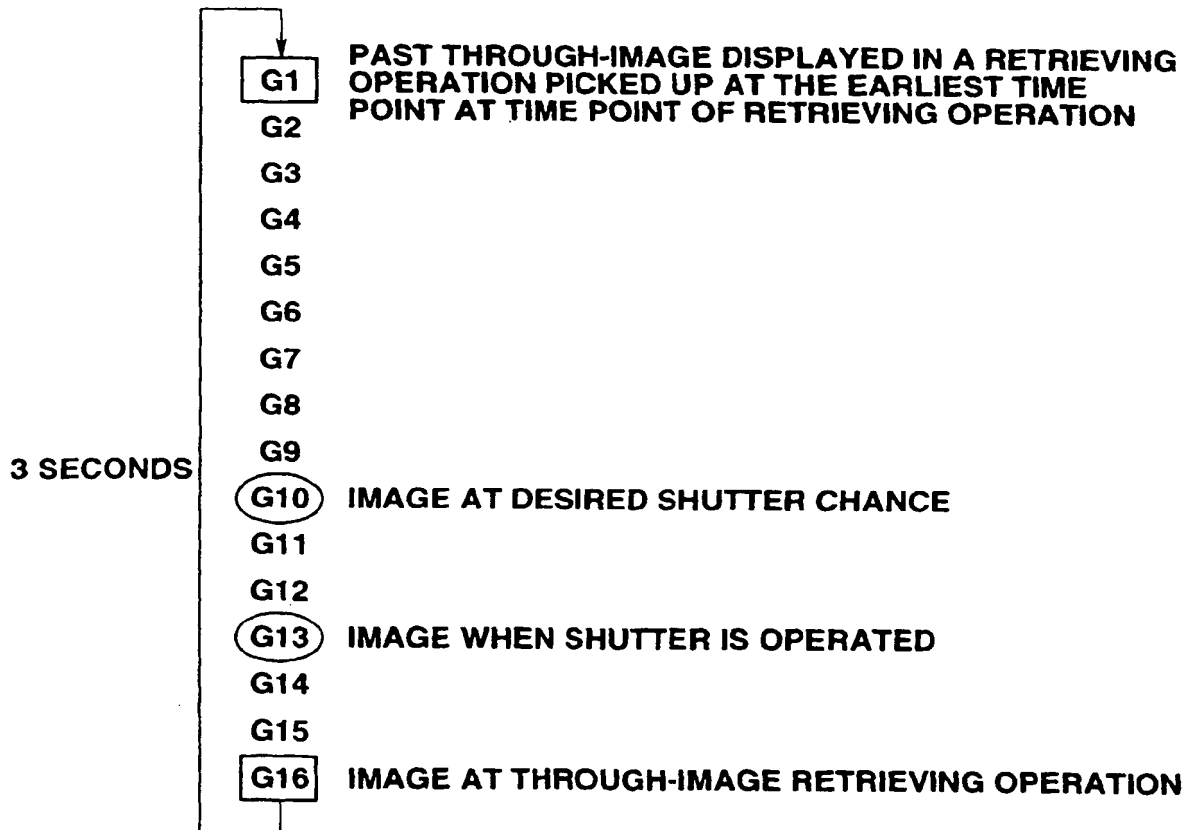 PAST THROUGH-IMAGE DISPLAYED IN A RETRIEVING
G1 OPERATION PICKED UP AT THE EARLIEST TIME
POINT AT TIME POINT OF RETRIEVING OPERATION
G2
G3
G4
G5
G6
G7
G8
G9
3 SECONDS
G10 IMAGE AT DESIRED SHUTTER CHANCE
G11
G12
G13 IMAGE WHEN SHUTTER IS OPERATED
G14
G15
G16 IMAGE AT THROUGH-IMAGE RETRIEVING OPERATION